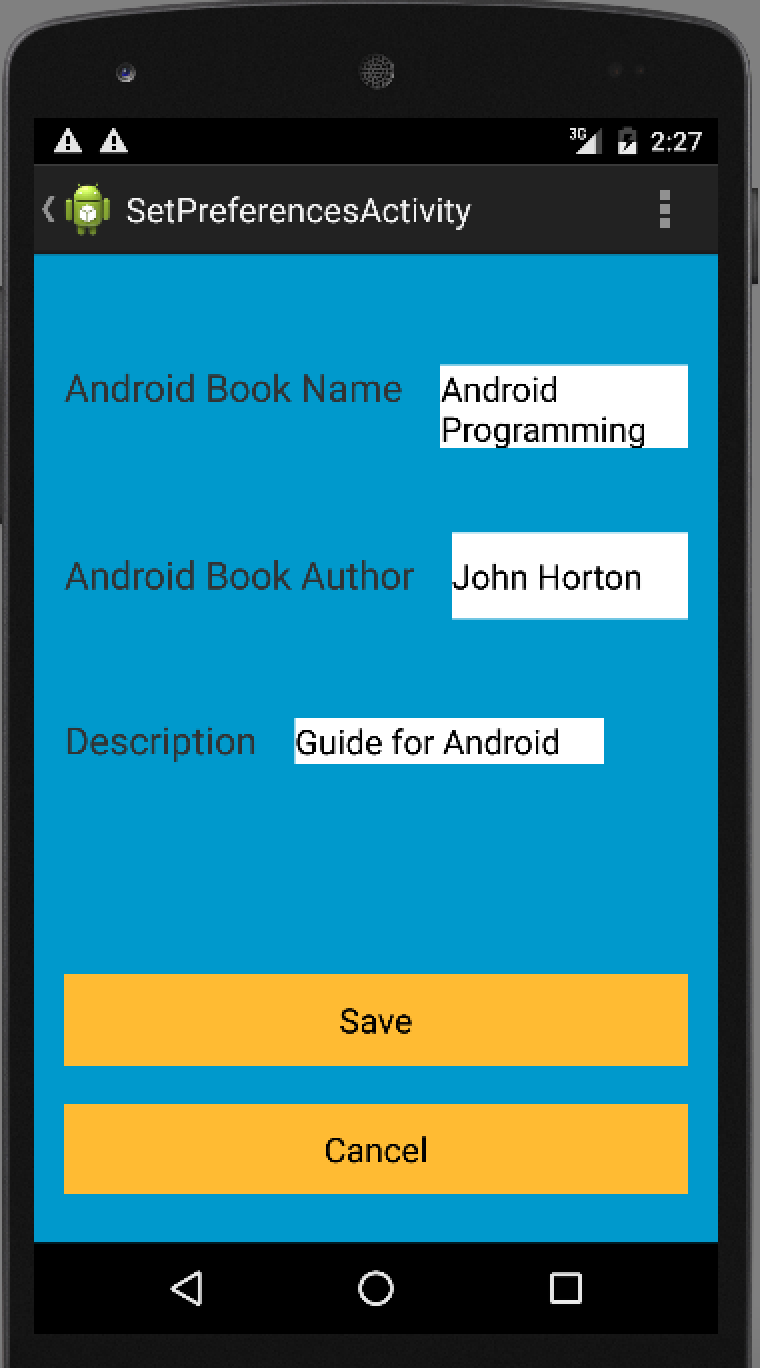 3G 2:27
SetPreferencesActivity
Android Book Name
Android
Programming
Android Book Author
John Horton
Description
Guide for Android
Save
Cancel